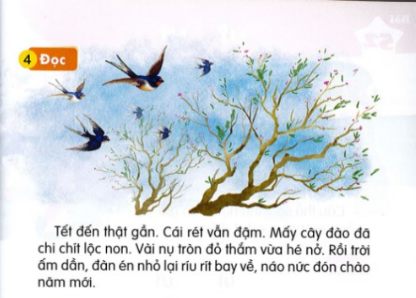 4 Đọc
Tết đến thật gần. Cái rét vẫn đậm. Mấy cây đào đã
chi chít lộc non. Vài nụ tròn đỏ thắm vừa hé nở. Rồi trời
ấm dần, đàn én nhỏ lại ríu rít bay về, náo nức đón chào
năm mới.